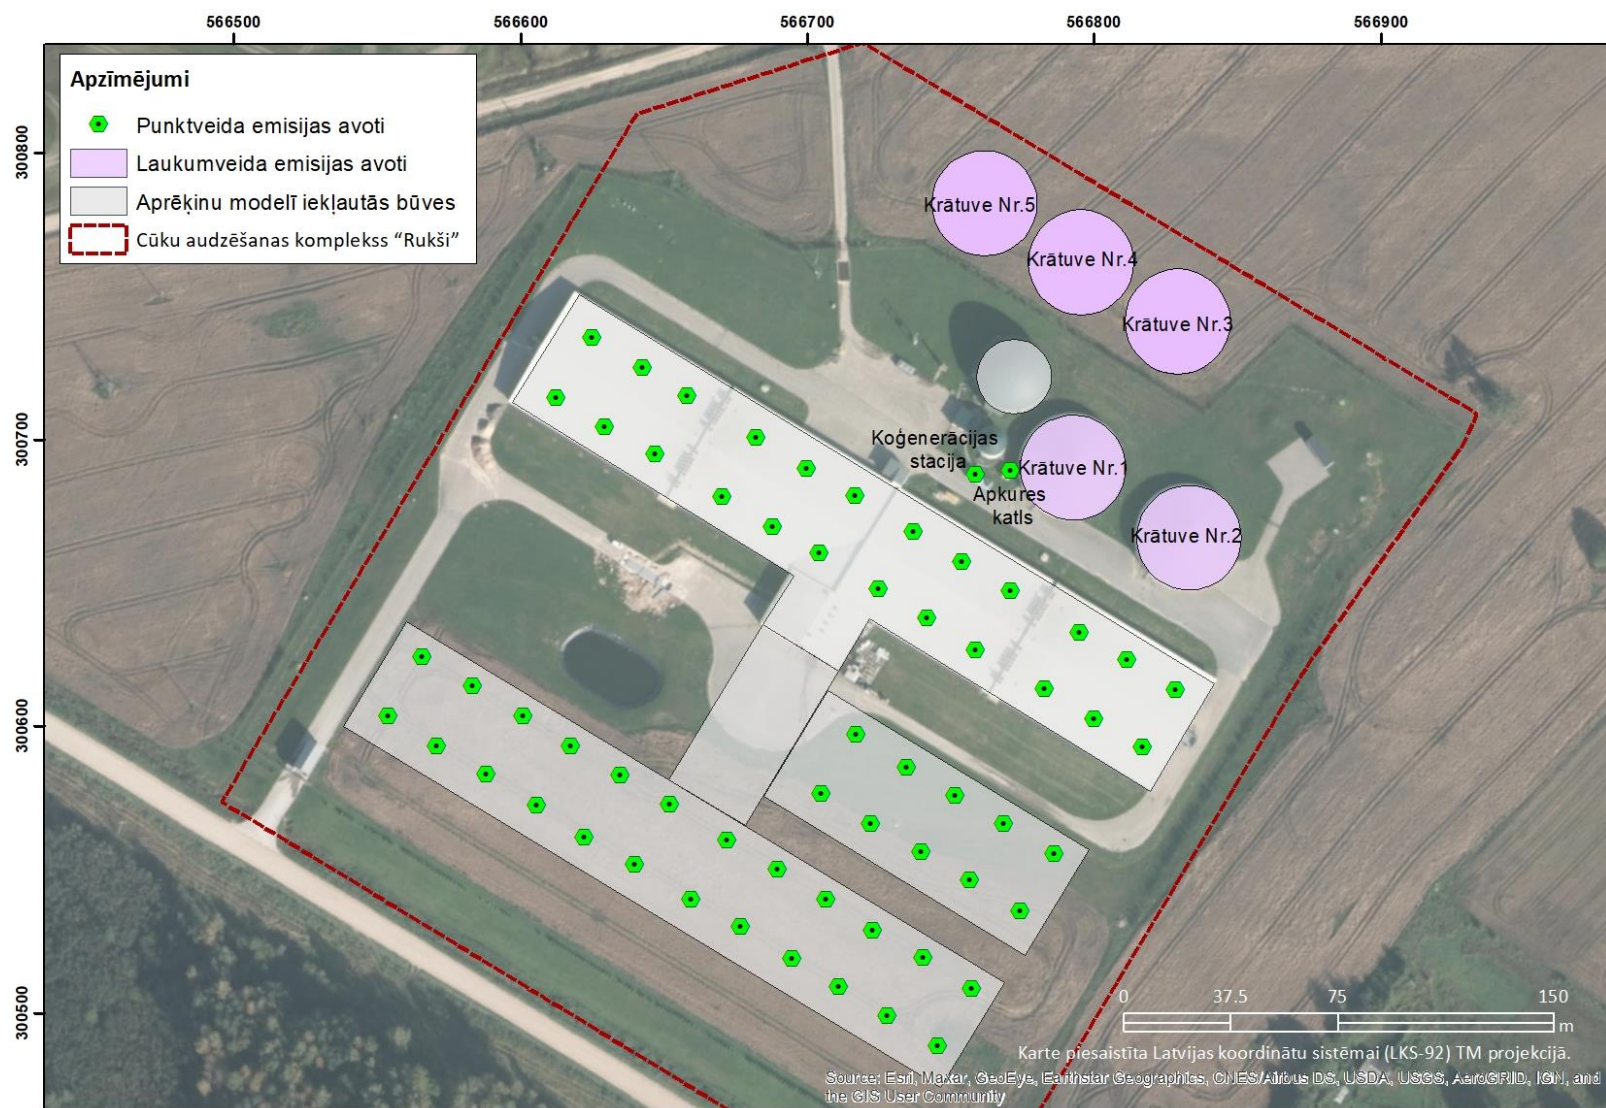 566500
566600
566700
566800
566900
300800
300700
300600
300500
Apzīmējumi
Punktveida emisijas avoti
Laukumveida emisijas avoti
Aprēķinu modelī iekļautās būves
Cūku audzēšanas komplekss “Rukši”
Krātuve Nr.5
Krātuve Nr.4
Krātuve Nr.3
Koģenerācijas
stacija
Krātuve Nr.1
Apkures
katls
Krātuve Nr.2
0 37.5 75 150
m
Karte piesaistīta Latvijas koordinātu sistēmai (LKS-92) TM projekcijā.
Source: Esri, Maxar, GeoEye, Earthstar Geographics, CNES/Airbus DS, USDA, USGS, AeroGRID, IGN, and
the GIS User Community